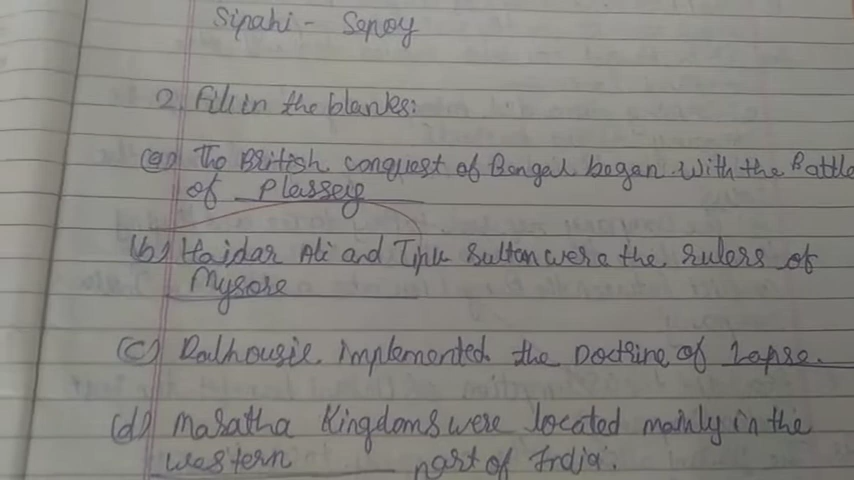 Sipahi - Sepoy
2. Fill in the blanks:
(a) The British conquest of Bengal began with the Battle
of Plassey
(b) Haidar Ali and Tipu Sultan were the rulers of
Mysore
(c) Dalhousie implemented the Doctrine of Lapse.
(d) Maratha Kingdoms were located mainly in the
western part of India.